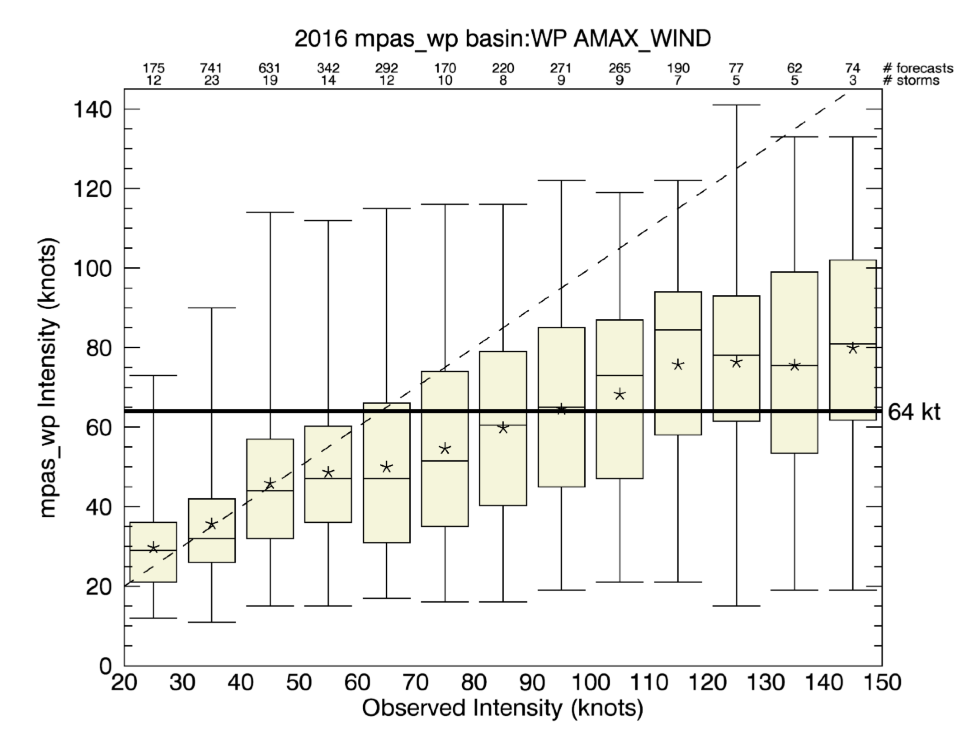 2016 mpas_wp basin:WP AMAX_WIND
175 741 631 342 292 170 220 271 265 190 77 62 74 # forecasts
12 23 19 14 12 10 8 9 9 7 5 5 3 # storms
140
120
100
80
60
40
20
0
mpas_wp Intensity (knots)
64 kt
20 30 40 50 60 70 80 90 100 110 120 130 140 150
Observed Intensity (knots)